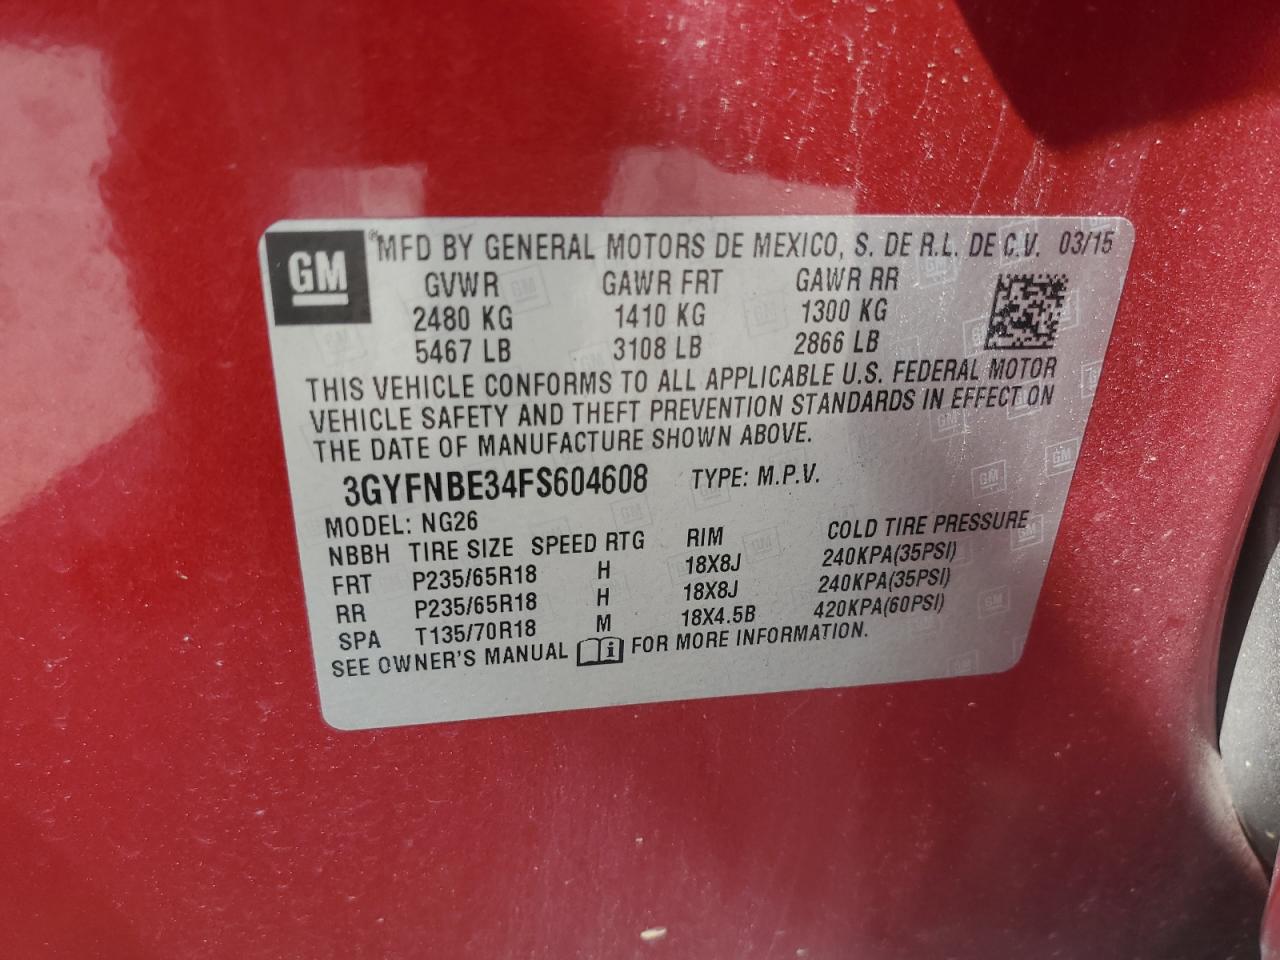 GM
® MFD BY GENERAL MOTORS DE MEXICO, S. DE R.L. DE C.V. 03/15
GVWR GAWR FRT GAWR RR
2480 KG 1410 KG 1300 KG
5467 LB 3108 LB 2866 LB
THIS VEHICLE CONFORMS TO ALL APPLICABLE U.S. FEDERAL MOTOR
VEHICLE SAFETY AND THEFT PREVENTION STANDARDS IN EFFECT ON
THE DATE OF MANUFACTURE SHOWN ABOVE.
3GYFNBE34FS604608 TYPE: M.P.V.
MODEL: NG26
NBBH TIRE SIZE SPEED RTG RIM COLD TIRE PRESSURE
FRT P235/65R18 H 18X8J 240KPA(35PSI)
RR P235/65R18 H 18X8J 240KPA(35PSI)
SPA T135/70R18 M 18X4.5B 420KPA(60PSI)
SEE OWNER'S MANUAL i FOR MORE INFORMATION.